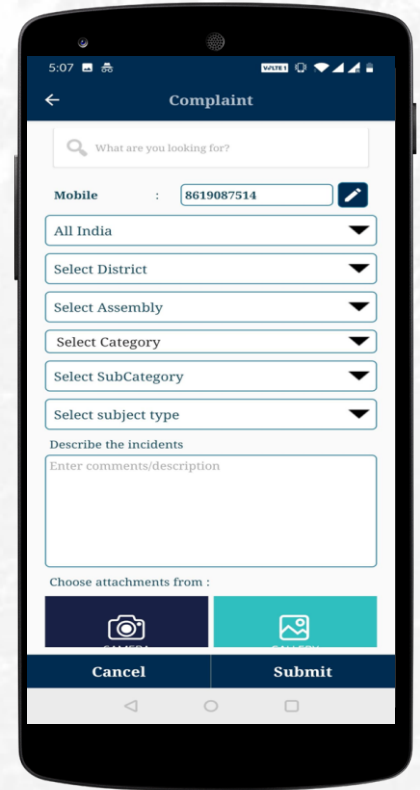 5:07
Complaint
What are you looking for?
Mobile : 8619087514
All India
Select District
Select Assembly
Select Category
Select SubCategory
Select subject type
Describe the incidents
Enter comments/description
Choose attachments from :
Cancel Submit